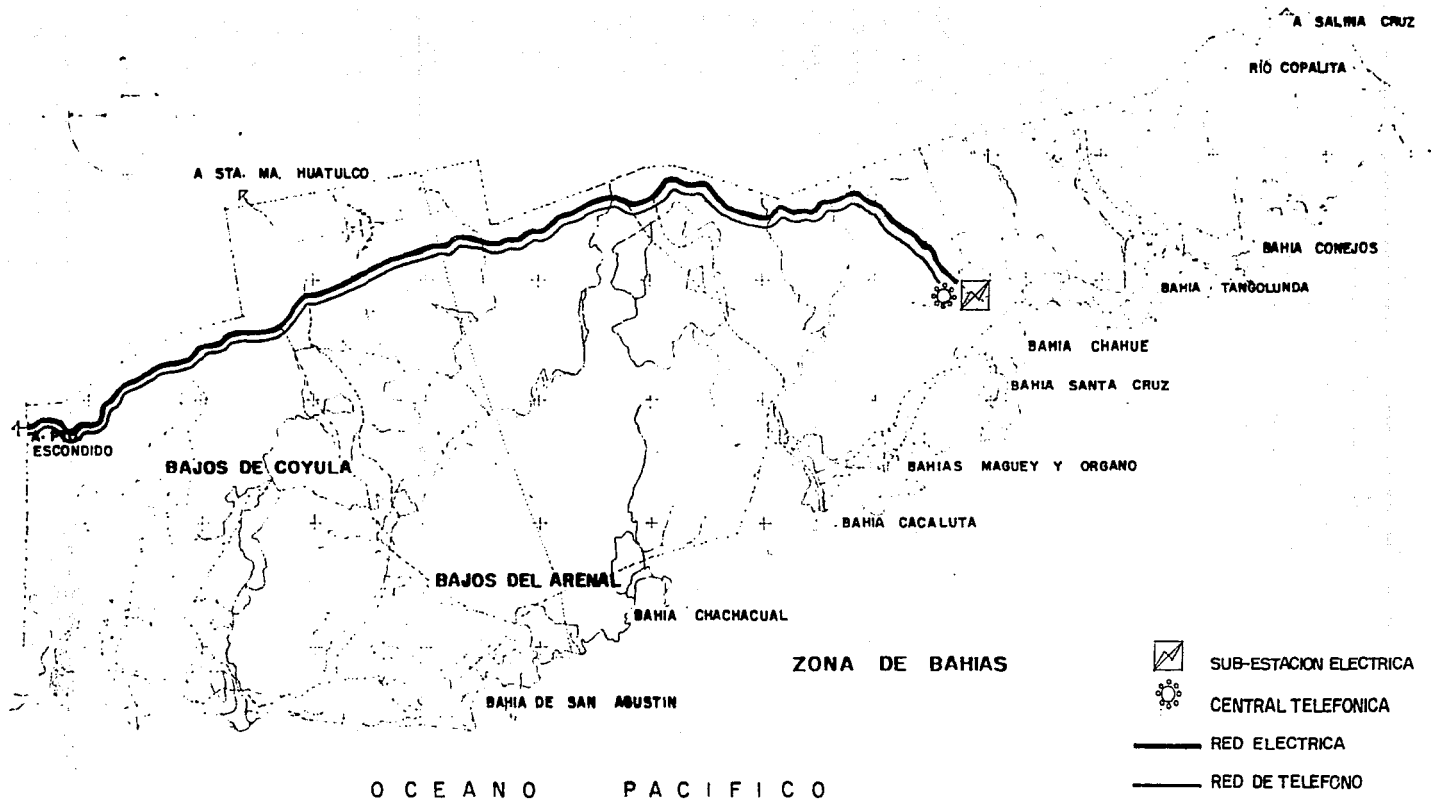 A SALINA CRUZ
RÍO COPALITA
A STA. MA. HUATULCO
BAHIA CONEJOS
BAHIA TANGOLUNDA
BAHIA CHAHUE
BAHIA SANTA CRUZ
ESCONDIDO
BAJOS DE COYULA
BAHIAS MAGUEY Y ORGANO
BAHIA CACALUTA
BAJOS DEL ARENAL
BAHIA CHACHACUAL
ZONA DE BAHIAS
BAHIA DE SAN AGUSTIN
SUB-ESTACION ELECTRICA
CENTRAL TELEFONICA
RED ELECTRICA
RED DE TELEFONO
OCEANO PACIFICO